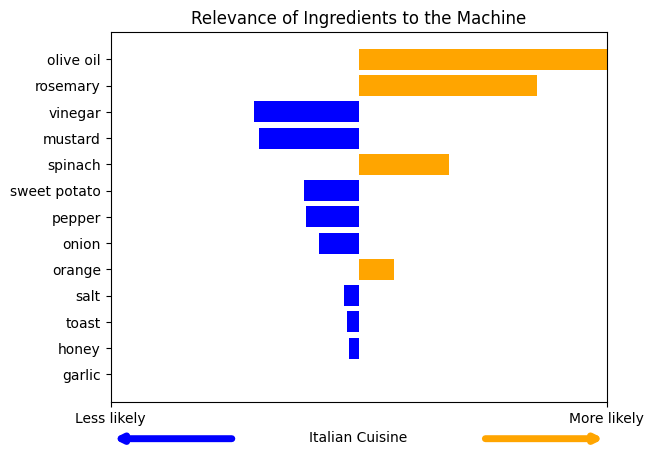 Relevance of Ingredients to the Machine
olive oil
rosemary
vinegar
mustard
spinach
sweet potato
pepper
onion
orange
salt
toast
honey
garlic
Less likely
More likely
Italian Cuisine